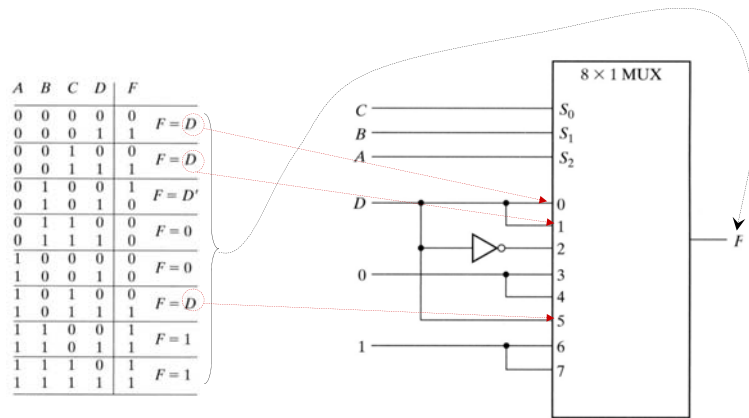 A B C D F
0 0 0 0 0
0 0 0 1 1
F = D
0 0 1 0 0
0 0 1 1 1
F = D
0 1 0 0 1
0 1 0 1 0
F = D'
0 1 1 0 0
0 1 1 1 0
F = 0
1 0 0 0 0
1 0 0 1 0
F = 0
1 0 1 0 0
1 0 1 1 1
F = D
1 1 0 0 1
1 1 0 1 1
F = 1
1 1 1 0 1
1 1 1 1 1
F = 1
8 × 1 MUX
C S0
B S1
A S2
D 0
1
2
0 3
4
5
1 6
7
F